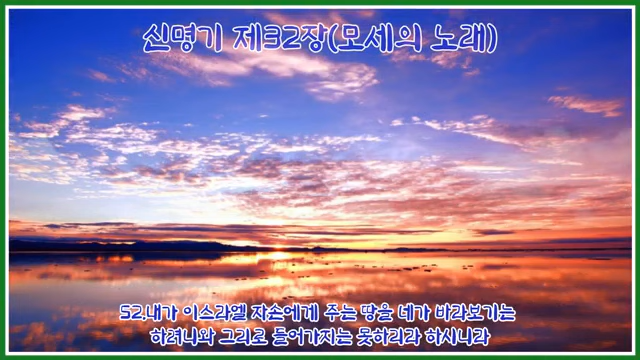 신명기 제32장(모세의 노래)
52.내가 이스라엘 자손에게 주는 땅을 네가 바라보기는
하려니와 그리로 들어가지는 못하리라 하시니라